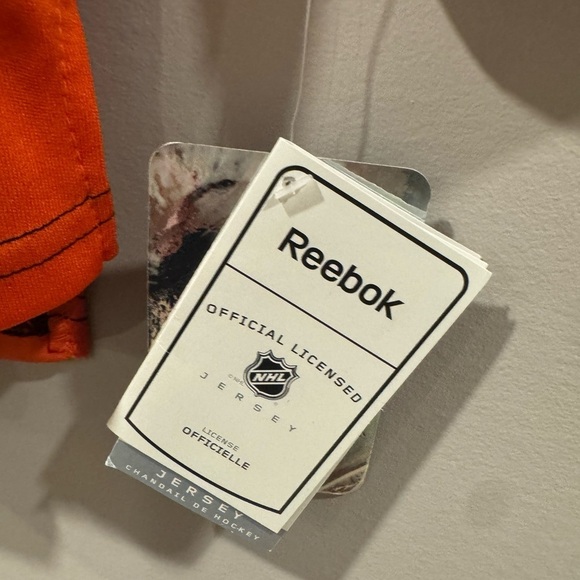 Reebok
OFFICIAL LICENSED
NHL
JERSEY
LICENSE
OFFICIELLE
JERSEY
CHANDAIL DE HOCKEY